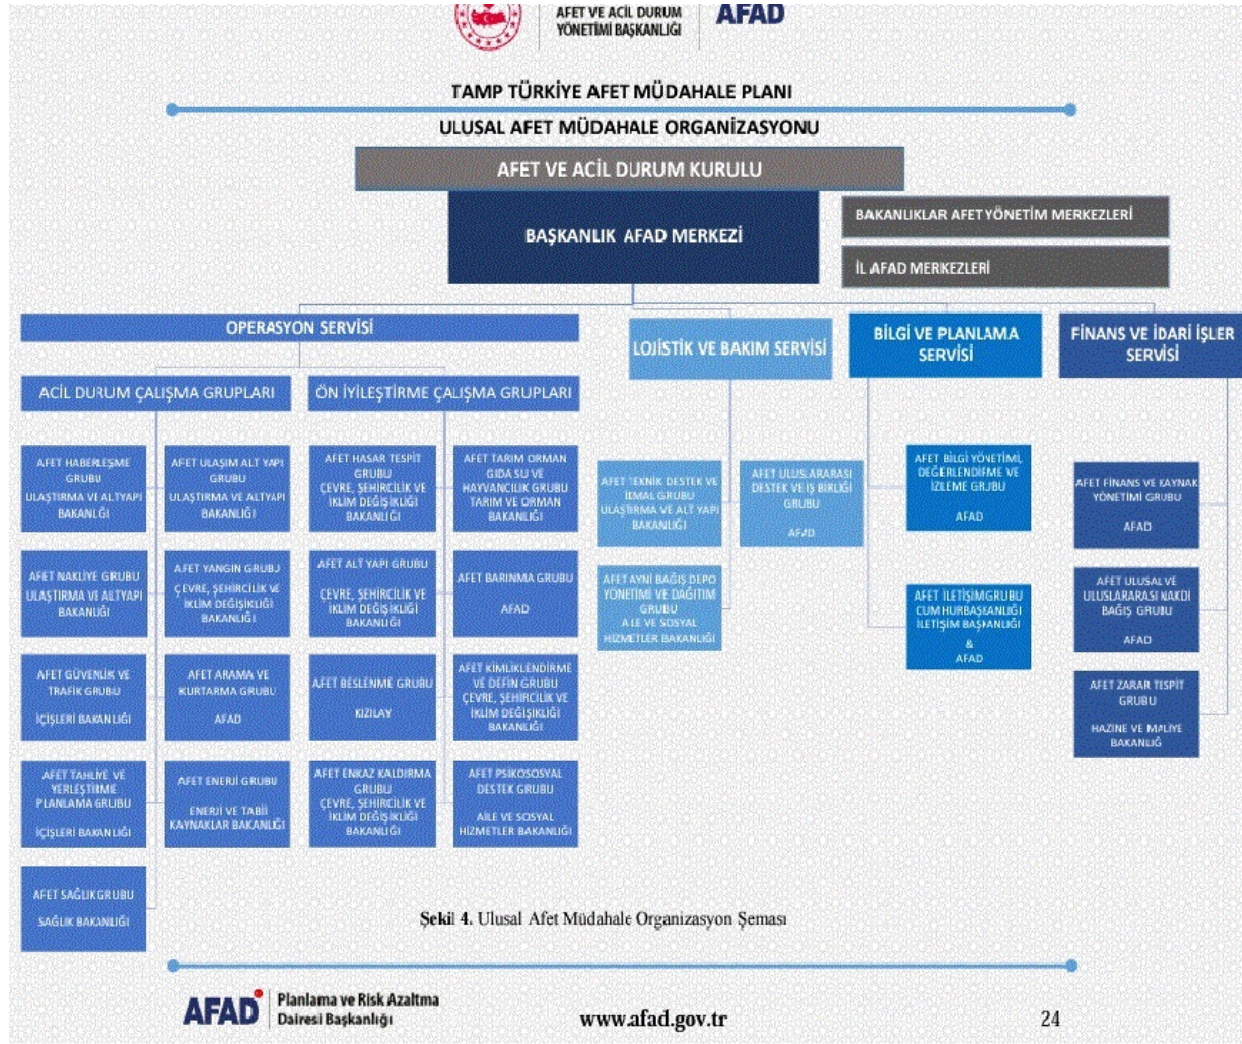 AFET VE ACİL DURUM
YÖNETİMİ BAŞKANLIĞI
AFAD
TAMP TÜRKİYE AFET MÜDAHALE PLANI
ULUSAL AFET MÜDAHALE ORGANİZASYONU
AFET VE ACİL DURUM KURULU
BAŞKANLIK AFAD MERKEZİ
BAKANLIKLAR AFET YÖNETİM MERKEZLERİ
İL AFAD MERKEZLERİ
OPERASYON SERVİSİ
ACİL DURUM ÇALIŞMA GRUPLARI
AFET HABERLEŞME
GRUBU
ULAŞTIRMA VE ALTYAPI
BAKANLIĞI
AFET ULAŞIM ALT YAPI
GRUBU
ULAŞTIRMA VE ALTYAPI
BAKANLIĞI
AFET NAKLİYE GRUBU
ULAŞTIRMA VE ALTYAPI
BAKANLIĞI
AFET YANGIN GRUBU
ÇEVRE, ŞEHİRCİLİK VE
İKLİM DEĞİŞİKLİĞİ
BAKANLIĞI
AFET GÜVENLİK VE
TRAFİK GRUBU
İÇİŞLERİ BAKANLIĞI
AFET ARAMA VE
KURTARMA GRUBU
AFAD
AFET TAHLİYE VE
YERLEŞTİRME
PLANLAMA GRUBU
İÇİŞLERİ BAKANLIĞI
AFET ENERJİ GRUBU
ENERJİ VE TABİİ
KAYNAKLAR BAKANLIĞI
AFET SAĞLIK GRUBU
SAĞLIK BAKANLIĞI
ÖN İYİLEŞTİRME ÇALIŞMA GRUPLARI
AFET HASAR TESPİT
GRUBU
ÇEVRE, ŞEHİRCİLİK VE
İKLİM DEĞİŞİKLİĞİ
BAKANLIĞI
AFET TARIM ORMAN
GIDA SU VE
HAYVANCILIK GRUBU
TARIM VE ORMAN
BAKANLIĞI
AFET ALT YAPI GRUBU
ÇEVRE, ŞEHİRCİLİK VE
İKLİM DEĞİŞİKLİĞİ
BAKANLIĞI
AFET BARINMA GRUBU
AFAD
AFET BESLENME GRUBU
KIZILAY
AFET KİMLİKLENDİRME
VE DEFİN GRUBU
ÇEVRE, ŞEHİRCİLİK VE
İKLİM DEĞİŞİKLİĞİ
BAKANLIĞI
AFET ENKAZ KALDIRMA
GRUBU
ÇEVRE, ŞEHİRCİLİK VE
İKLİM DEĞİŞİKLİĞİ
BAKANLIĞI
AFET PSİKOSOSYAL
DESTEK GRUBU
AİLE VE SOSYAL
HİZMETLER BAKANLIĞI
LOJİSTİK VE BAKIM SERVİSİ
AFET TEKNİK DESTEK VE
İKMAL GRUBU
ULAŞTIRMA VE ALT YAPI
BAKANLIĞI
AFET ULUSLARARASI
DESTEK VE İŞ BİRLİĞİ
GRUBU
AFAD
AFET AYNİ BAĞIŞ DEPO
YÖNETİMİ VE DAĞITIM
GRUBU
AİLE VE SOSYAL
HİZMETLER BAKANLIĞI
BİLGİ VE PLANLAMA
SERVİSİ
AFET BİLGİ YÖNETİMİ,
DEĞERLENDİRME VE
İZLEME GRUBU
AFAD
AFET İLETİŞİM GRUBU
CUMHURBAŞKANLIĞI
İLETİŞİM BAŞKANLIĞI
&
AFAD
FİNANS VE İDARİ İŞLER
SERVİSİ
AFET FİNANS VE KAYNAK
YÖNETİMİ GRUBU
AFAD
AFET ULUSAL VE
ULUSLARARASI NAKDİ
BAĞIŞ GRUBU
AFAD
AFET ZARAR TESPİT
GRUBU
HAZİNE VE MALİYE
BAKANLIĞ
Şekil 4. Ulusal Afet Müdahale Organizasyon Şeması
AFAD
Planlama ve Risk Azaltma
Dairesi Başkanlığı
www.afad.gov.tr
24